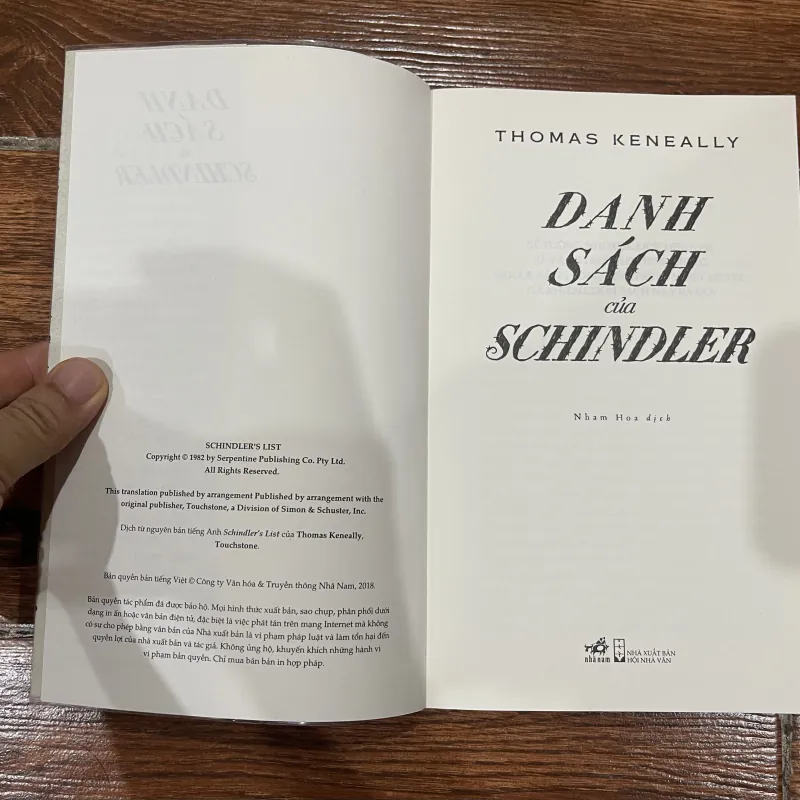 SCHINDLER'S LIST
Copyright © 1982 by Serpentine Publishing Co. Pty Ltd.
All Rights Reserved.
This translation published by arrangement Published by arrangement with the
original publisher, Touchstone, a Division of Simon & Schuster, Inc.
Dịch từ nguyên bản tiếng Anh Schindler's List của Thomas Keneally,
Touchstone.
Bản quyền bản tiếng Việt © Công ty Văn hóa & Truyền thông Nhã Nam, 2018.
Bản quyền tác phẩm đã được bảo hộ. Mọi hình thức xuất bản, sao chụp, phân phối dưới
dạng in ấn hoặc văn bản điện tử, đặc biệt là việc phát tán trên mạng Internet mà không
có sự cho phép bằng văn bản của Nhà xuất bản là vi phạm pháp luật và làm tổn hại đến
quyền lợi của nhà xuất bản và tác giả. Không ủng hộ, khuyến khích những hành vi
vi phạm bản quyền. Chỉ mua bán bản in hợp pháp.
THOMAS KENEALLY
DANH
SÁCH
của
SCHINDLER
Nham Hoa dịch
nhã nam
NHÀ XUẤT BẢN
HỘI NHÀ VĂN